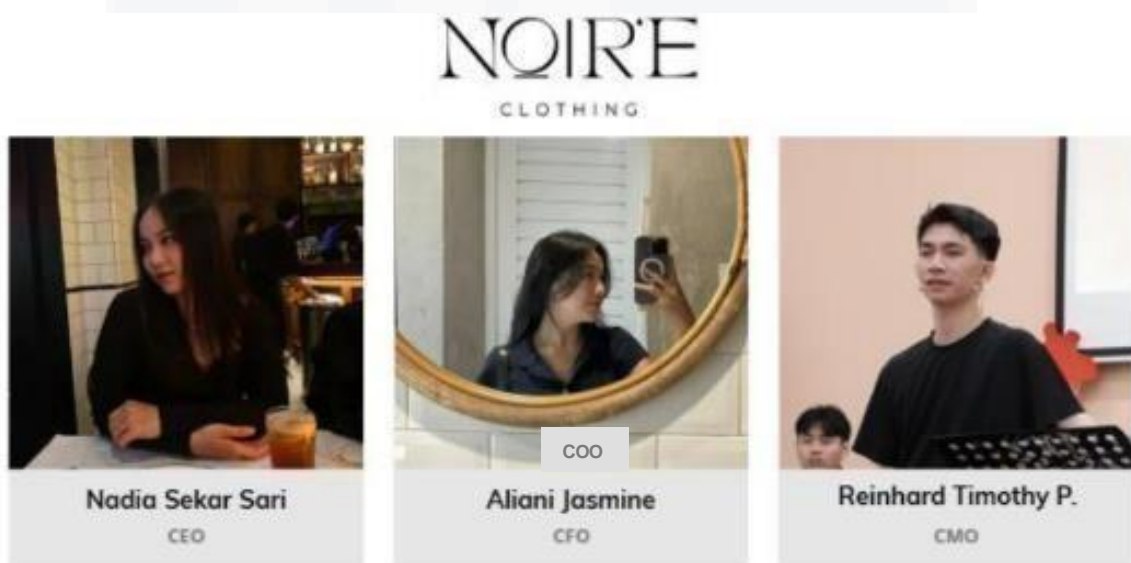 NOIR'E
CLOTHING
COO
Nadia Sekar Sari
CEO
Aliani Jasmine
CFO
Reinhard Timothy P.
CMO